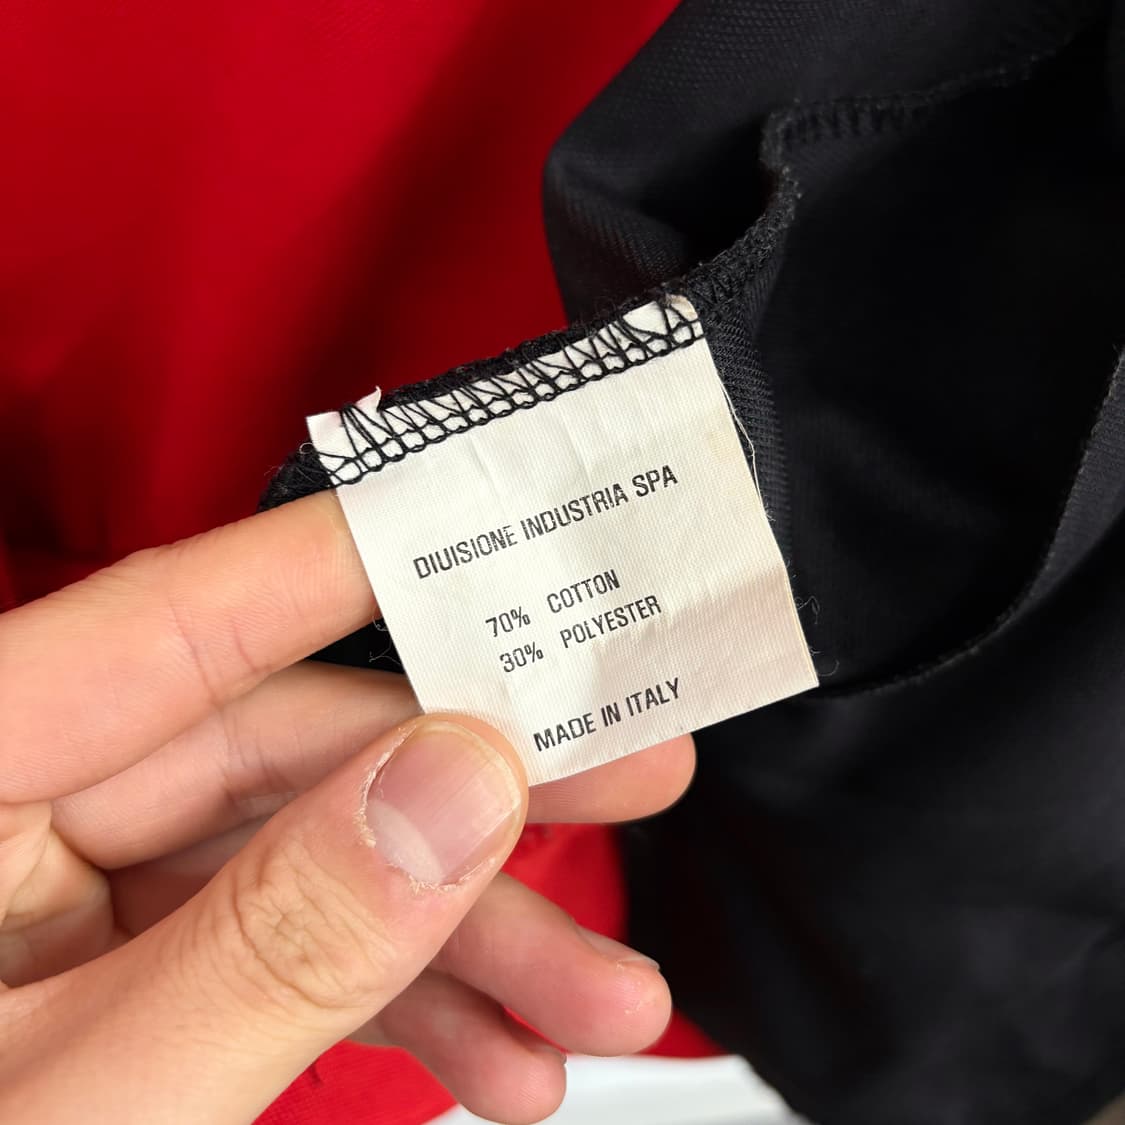 DIUISIONE INDUSTRIA SPA
70% COTTON
30% POLYESTER
MADE IN ITALY